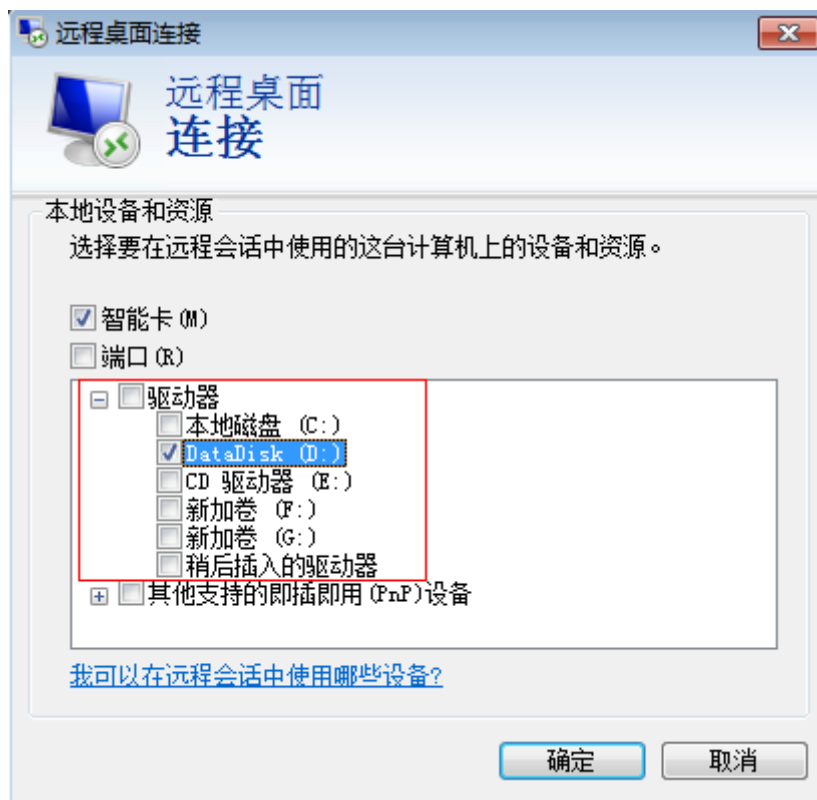 远程桌面连接
远程桌面
连接
本地设备和资源
选择要在远程会话中使用的这台计算机上的设备和资源。
智能卡(M)
端口(R)
驱动器
本地磁盘 (C:)
DataDisk (D:)
CD 驱动器 (E:)
新加卷 (F:)
新加卷 (G:)
稍后插入的驱动器
其他支持的即插即用(PnP)设备
我可以在远程会话中使用哪些设备?
确定
取消